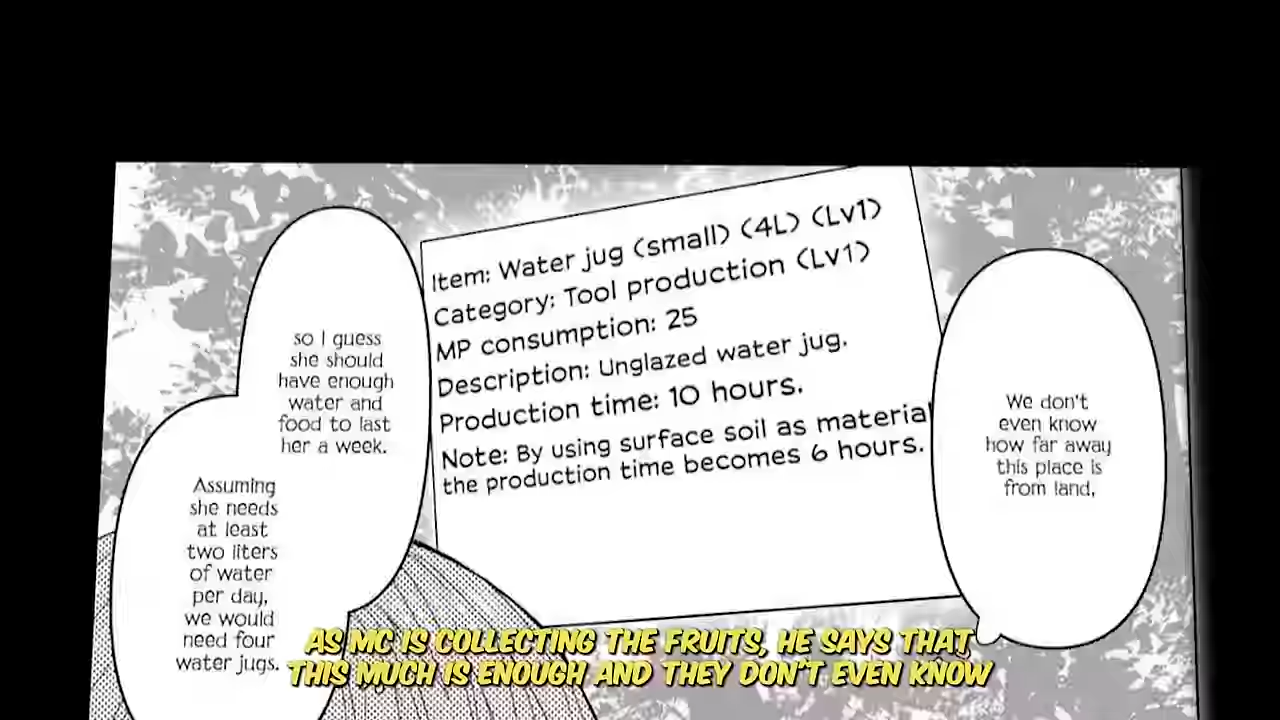 We don't
even know
how far away
this place is
from land,
Item: Water jug (small) (4L) (Lv1)
Category: Tool production (Lv1)
MP consumption: 25
Description: Unglazed water jug.
Production time: 10 hours.
Note: By using surface soil as material
the production time becomes 6 hours.
so I guess
she should
have enough
water and
food to last
her a week.
Assuming
she needs
at least
two liters
of water
per day,
we would
need four
water jugs.
AS MC IS COLLECTING THE FRUITS, HE SAYS THAT
THIS MUCH IS ENOUGH AND THEY DON'T EVEN KNOW